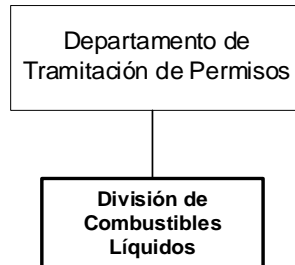 Departamento de
Tramitación de Permisos
División de
Combustibles
Líquidos